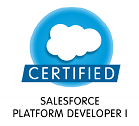 CERTIFIED
SALESFORCE
PLATFORM DEVELOPER I